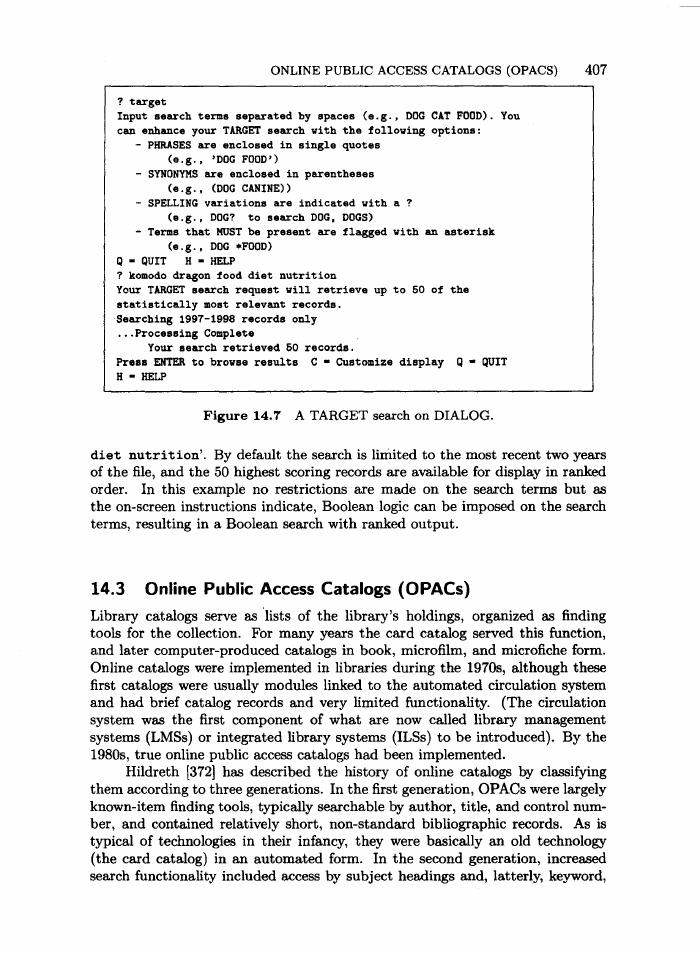 ONLINE PUBLIC ACCESS CATALOGS (OPACS) 407
? target
Input search terms separated by spaces (e.g., DOG CAT FOOD). You
can enhance your TARGET search with the following options:
- PHRASES are enclosed in single quotes
(e.g., 'DOG FOOD')
- SYNONYMS are enclosed in parentheses
(e.g., (DOG CANINE))
- SPELLING variations are indicated with a ?
(e.g., DOG? to search DOG, DOGS)
- Terms that MUST be present are flagged with an asterisk
(e.g., DOG *FOOD)
Q = QUIT H = HELP
? komodo dragon food diet nutrition
Your TARGET search request will retrieve up to 50 of the
statistically most relevant records.
Searching 1997-1998 records only
...Processing Complete
Your search retrieved 50 records.
Press ENTER to browse results C = Customize display Q = QUIT
H = HELP
Figure 14.7 A TARGET search on DIALOG.
diet nutrition'. By default the search is limited to the most recent two years
of the file, and the 50 highest scoring records are available for display in ranked
order. In this example no restrictions are made on the search terms but as
the on-screen instructions indicate, Boolean logic can be imposed on the search
terms, resulting in a Boolean search with ranked output.
14.3 Online Public Access Catalogs (OPACs)
Library catalogs serve as lists of the library's holdings, organized as finding
tools for the collection. For many years the card catalog served this function,
and later computer-produced catalogs in book, microfilm, and microfiche form.
Online catalogs were implemented in libraries during the 1970s, although these
first catalogs were usually modules linked to the automated circulation system
and had brief catalog records and very limited functionality. (The circulation
system was the first component of what are now called library management
systems (LMSs) or integrated library systems (ILSs) to be introduced). By the
1980s, true online public access catalogs had been implemented.
Hildreth [372] has described the history of online catalogs by classifying
them according to three generations. In the first generation, OPACs were largely
known-item finding tools, typically searchable by author, title, and control num-
ber, and contained relatively short, non-standard bibliographic records. As is
typical of technologies in their infancy, they were basically an old technology
(the card catalog) in an automated form. In the second generation, increased
search functionality included access by subject headings and, latterly, keyword,